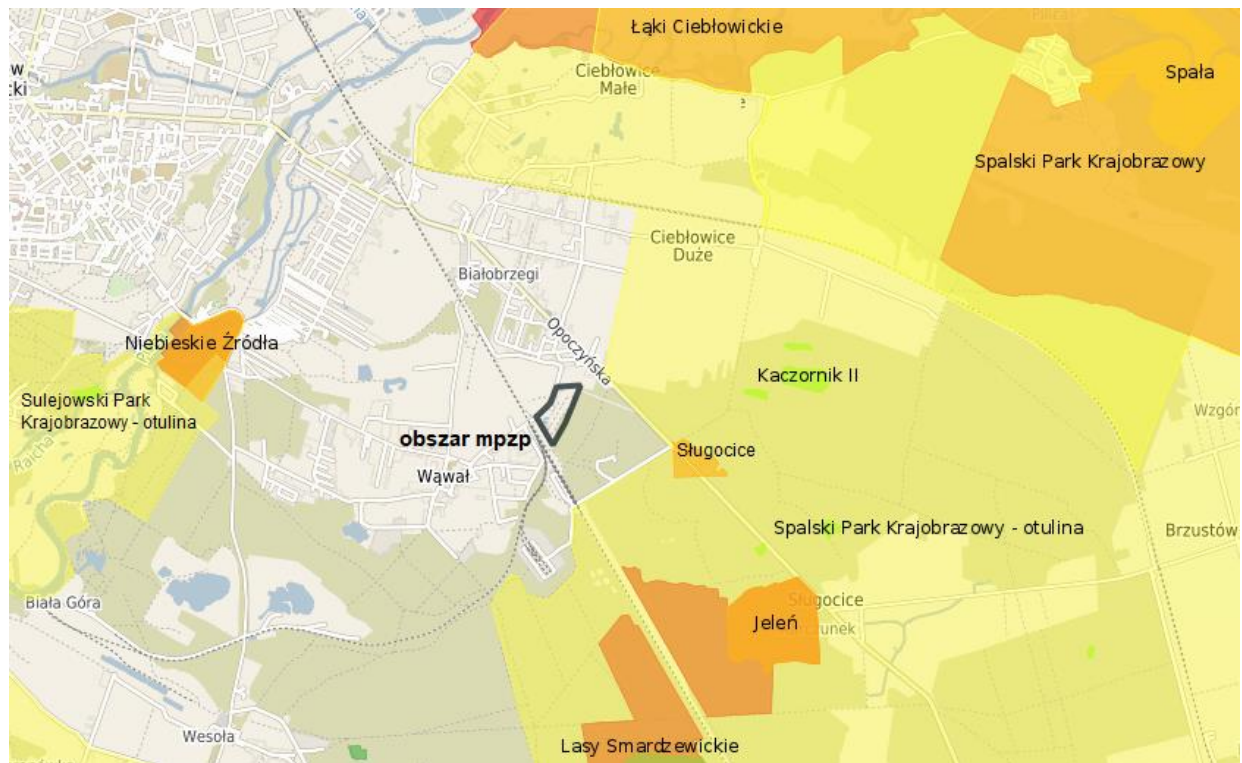 Łąki Ciebłowickie
w
cki
Ciebłowice
Małe
Spała
Spalski Park Krajobrazowy
Ciebłowice
Duże
Białobrzegi
Opoczyńska
Niebieskie Źródła
Kaczornik II
Sulejowski Park
Krajobrazowy - otulina
Wzgór
obszar mpzp
Sługocice
Wąwał
Spalski Park Krajobrazowy - otulina
Brzustów
Biała Góra
Sługocice
Jeleń
Wesoła
Lasy Smardzewickie